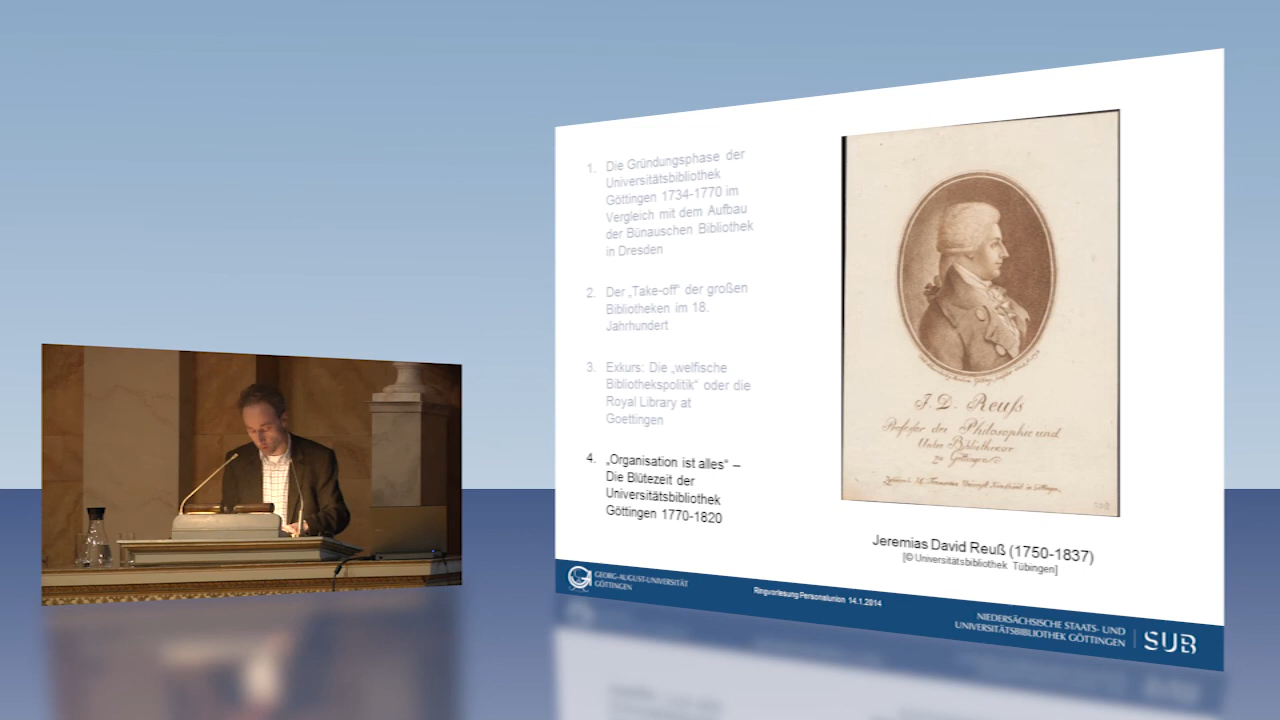 1. Die Gründungsphase der
Universitätsbibliothek
Göttingen 1734-1770 im
Vergleich mit dem Aufbau
der Bünauschen Bibliothek
in Dresden
2. Der „Take-off“ der großen
Bibliotheken im 18.
Jahrhundert
3. Exkurs: Die „welfische
Bibliothekspolitik“ oder die
Royal Library at
Goettingen
4. „Organisation ist alles“ –
Die Blütezeit der
Universitätsbibliothek
Göttingen 1770-1820
J. D. Reuſs
Professor der Philosophie und
Unter Bibliothecar
zu Göttingen
Jeremias David Reuß (1750-1837)
[© Universitätsbibliothek Tübingen]
GEORG-AUGUST-UNIVERSITÄT
GÖTTINGEN
Ringvorlesung Personalunion 14.1.2014
NIEDERSÄCHSISCHE STAATS- UND
UNIVERSITÄTSBIBLIOTHEK GÖTTINGEN
SUB